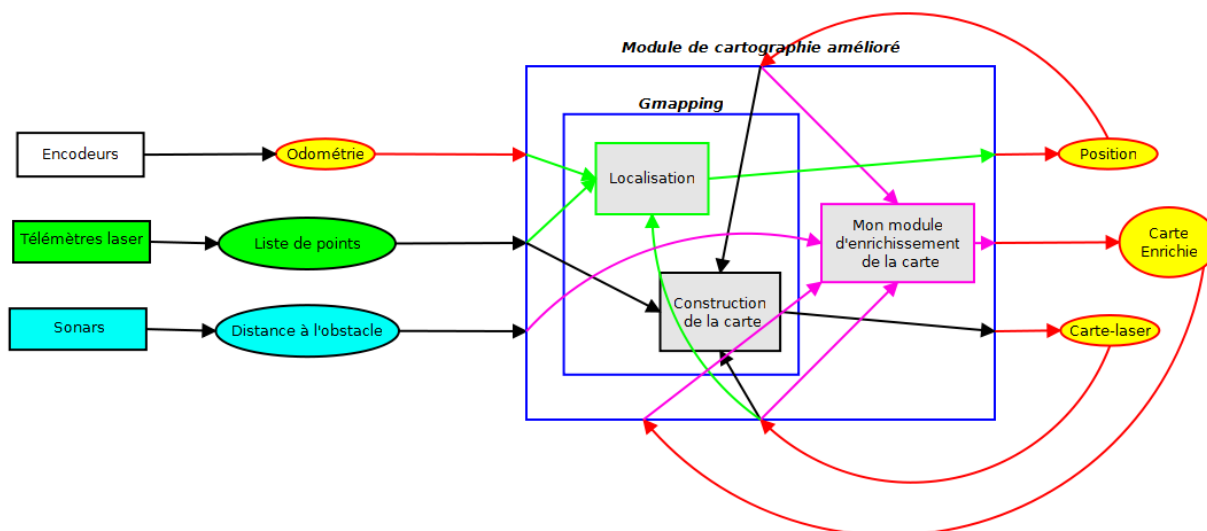 Module de cartographie amélioré
Gmapping
Encodeurs
Odométrie
Localisation
Position
Télémètres laser
Liste de points
Mon module
d'enrichissement
de la carte
Carte
Enrichie
Sonars
Distance à l'obstacle
Construction
de la carte
Carte-laser